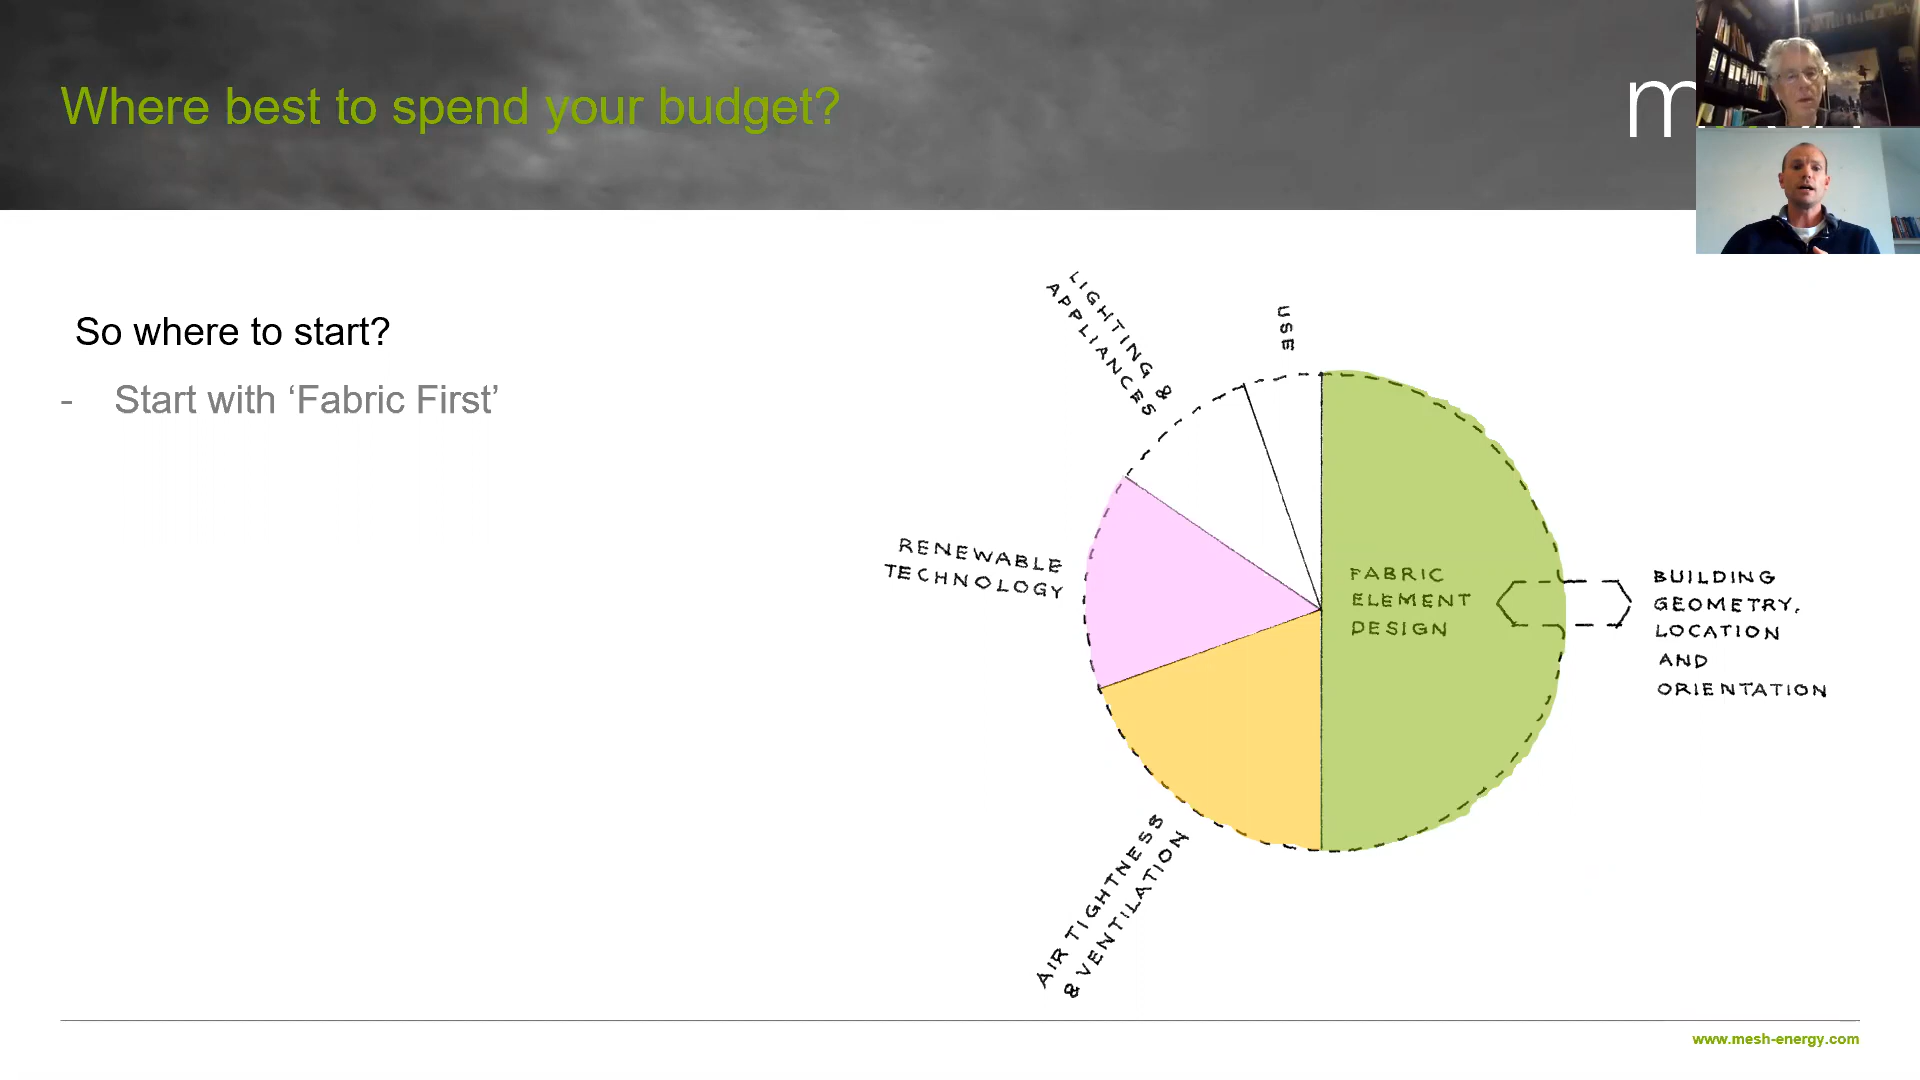 Where best to spend your budget?
m
So where to start?
- Start with ‘Fabric First’
LIGHTING &
APPLIANCES
USE
RENEWABLE
TECHNOLOGY
FABRIC
ELEMENT
DESIGN
BUILDING
GEOMETRY,
LOCATION
AND
ORIENTATION
AIR TIGHTNESS
& VENTILATION
www.mesh-energy.com